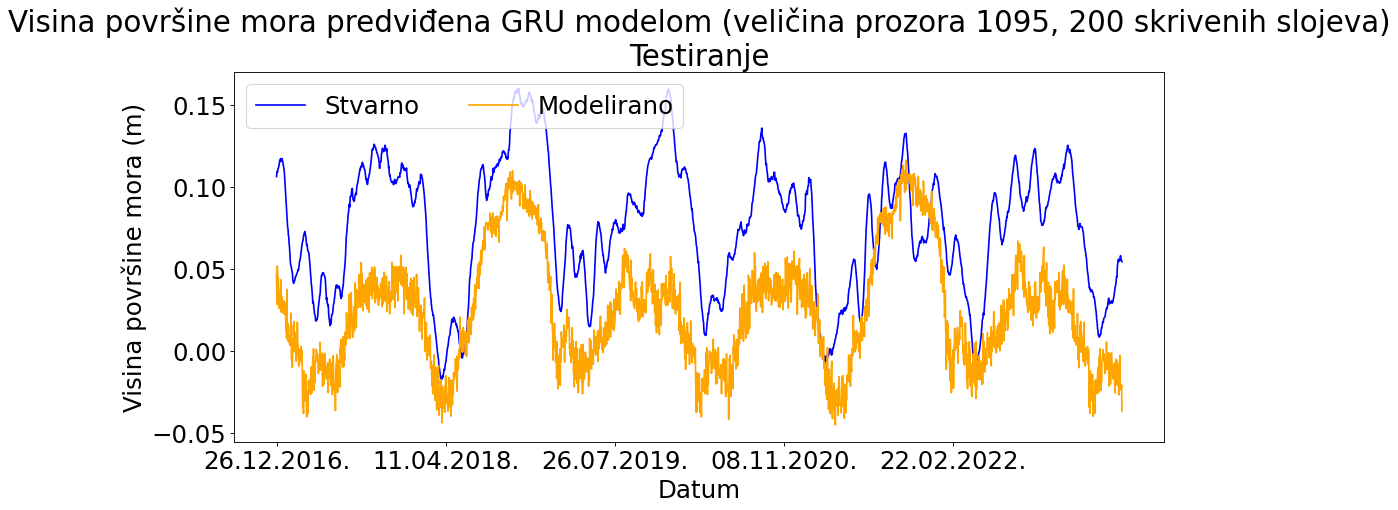 Visina površine mora predviđena GRU modelom (veličina prozora 1095, 200 skrivenih slojeva)
Testiranje
Stvarno Modelirano
Visina površine mora (m)
0.15
0.10
0.05
0.00
−0.05
26.12.2016. 11.04.2018. 26.07.2019. 08.11.2020. 22.02.2022.
Datum